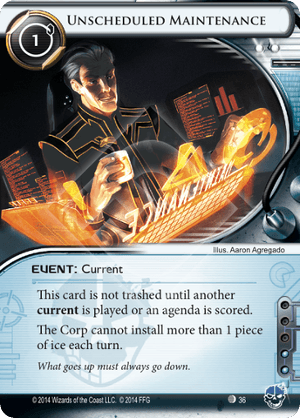 1
UNSCHEDULED MAINTENANCE
MAINTENANCE
Illus. Aaron Agregado
EVENT: Current
This card is not trashed until another
current is played or an agenda is scored.
The Corp cannot install more than 1 piece
of ice each turn.
What goes up must always go down.
© 2014 Wizards of the Coast LLC. © 2014 FFG
36